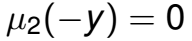 μ₂(−y) = 0